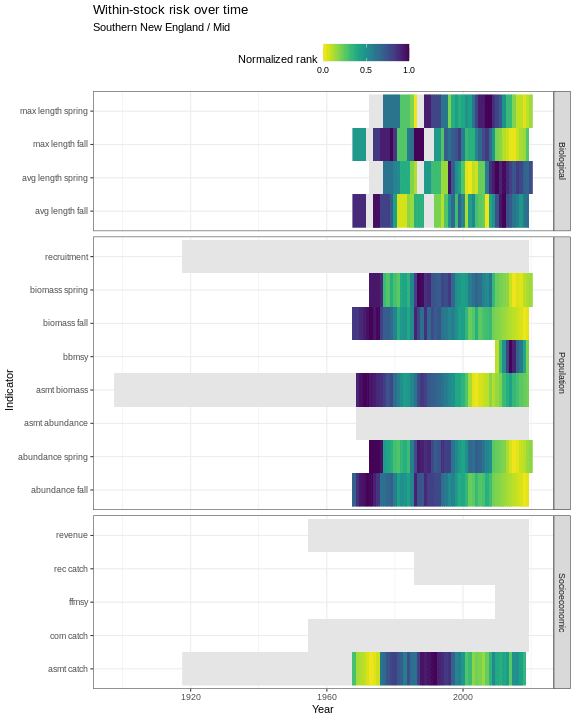 Within-stock risk over time
Southern New England / Mid
Normalized rank
0.0 0.5 1.0
max length spring
max length fall
avg length spring
avg length fall
Biological
recruitment
biomass spring
biomass fall
bbmsy
asmt biomass
asmt abundance
abundance spring
abundance fall
Population
revenue
rec catch
ffmsy
com catch
asmt catch
Socioeconomic
Indicator
1920 1960 2000
Year